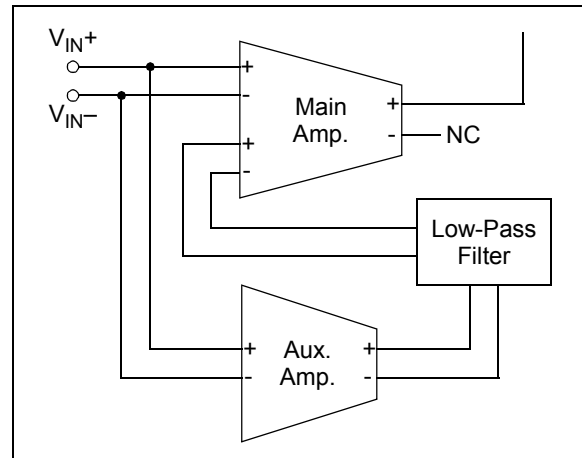 VIN+
VIN–
+
-
+
-
Main
Amp.
+
-
NC
Low-Pass
Filter
+
-
Aux.
Amp.
+
-